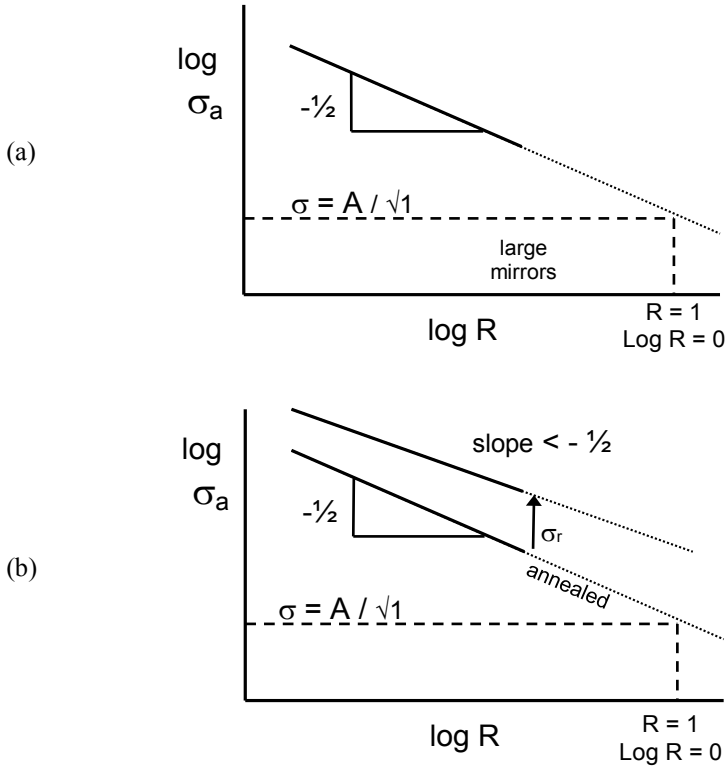 (a)
log
σa
-½
σ = A / √1
large
mirrors
log R
R = 1
Log R = 0
(b)
log
σa
slope < - ½
-½
σr
annealed
σ = A / √1
log R
R = 1
Log R = 0